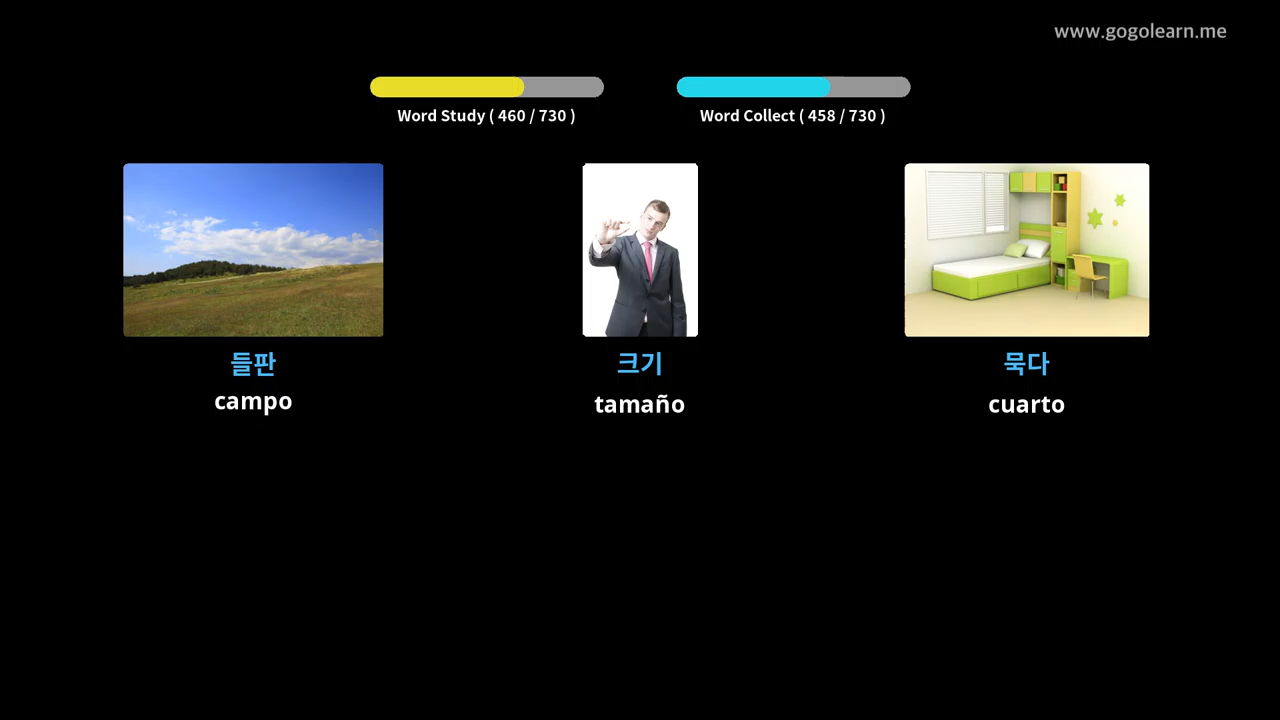 www.gogolearn.me
Word Study ( 460 / 730 )
Word Collect ( 458 / 730 )
들판
campo
크기
tamaño
묵다
cuarto